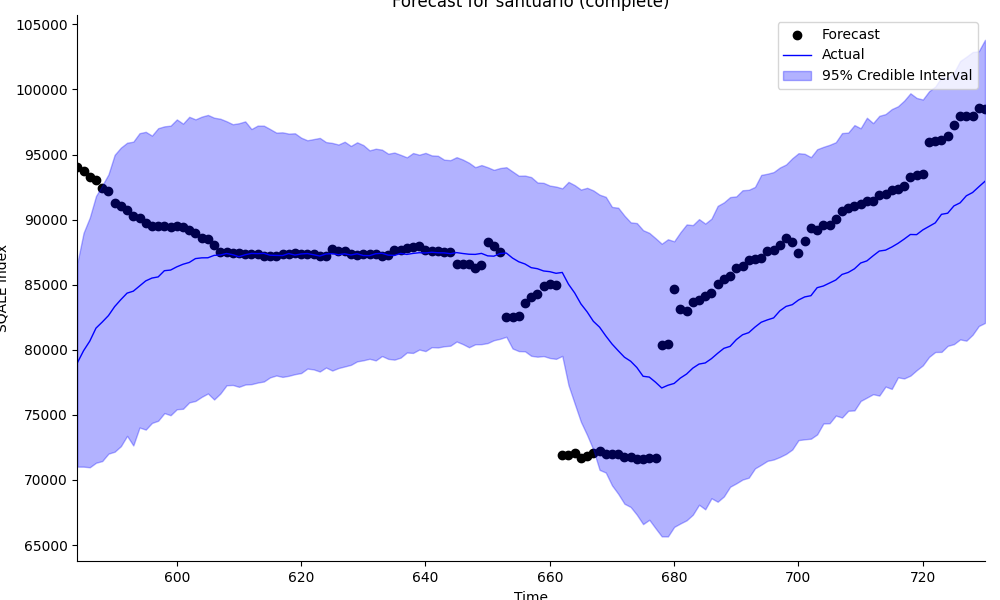 Forecast for santuario (complete)
105000
100000
95000
90000
85000
80000
75000
70000
65000
SQALE Index
Forecast
Actual
95% Credible Interval
600
620
640
660
680
700
720
Time